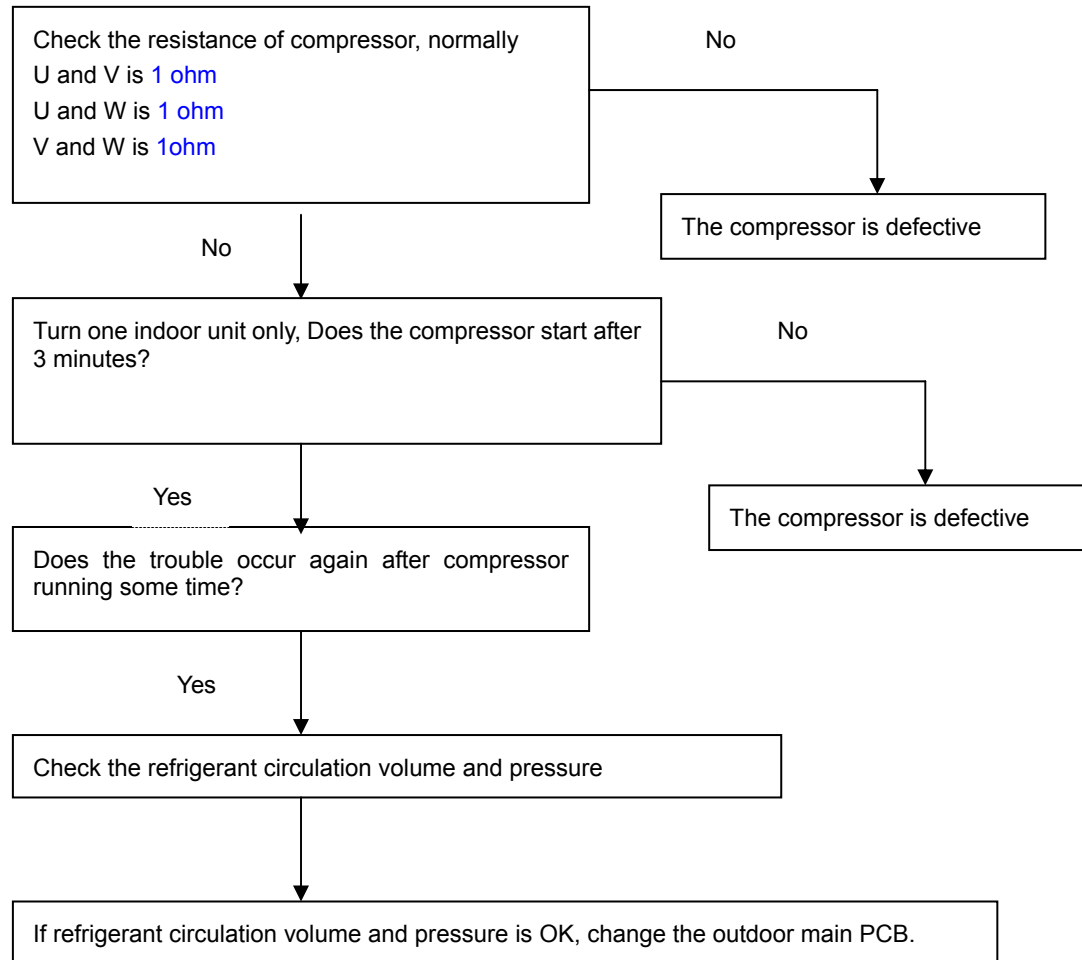 Check the resistance of compressor, normally
U and V is 1 ohm
U and W is 1 ohm
V and W is 1ohm
No
The compressor is defective
No
Turn one indoor unit only, Does the compressor start after
3 minutes?
No
The compressor is defective
Yes
Does the trouble occur again after compressor
running some time?
Yes
Check the refrigerant circulation volume and pressure
If refrigerant circulation volume and pressure is OK, change the outdoor main PCB.